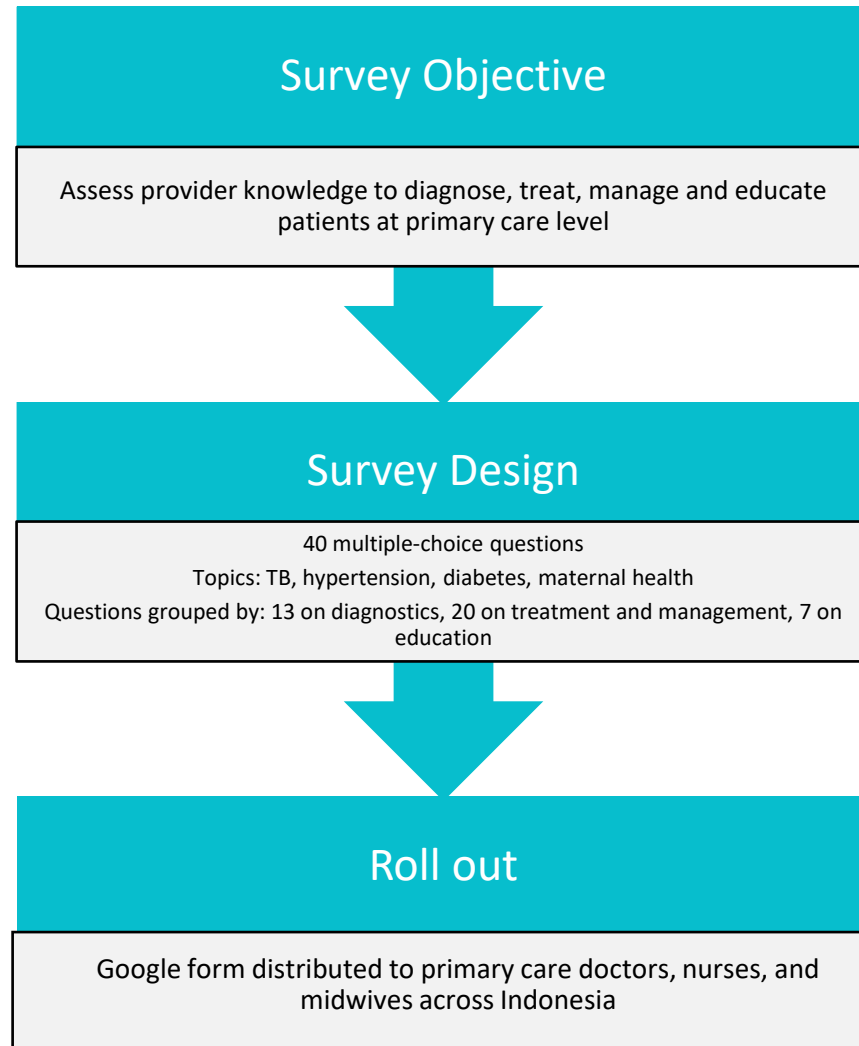 Survey Objective
Assess provider knowledge to diagnose, treat, manage and educate
patients at primary care level
Survey Design
40 multiple-choice questions
Topics: TB, hypertension, diabetes, maternal health
Questions grouped by: 13 on diagnostics, 20 on treatment and management, 7 on
education
Roll out
Google form distributed to primary care doctors, nurses, and
midwives across Indonesia